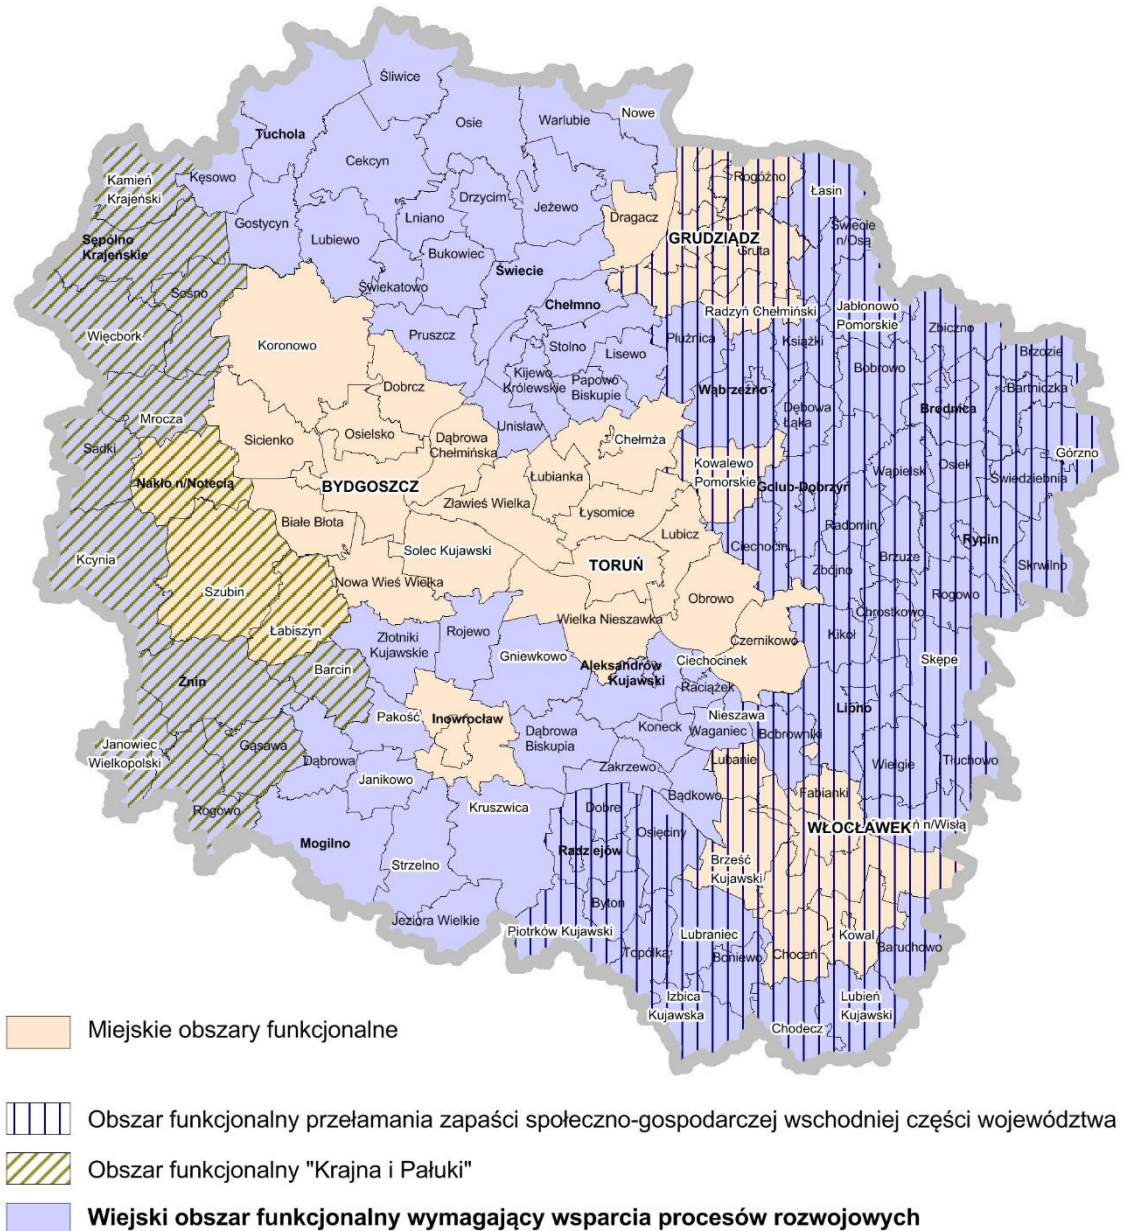 Śliwice
Nowe
Osie
Warlubie
Tuchola
Cekcyn
Rogóźno
Kamień
Krajeński
Kęsowo
Łasin
Drzycim
Jeżewo
Lniano
Dragacz
Gostycyn
Świecie
n/Osą
Sępólno
Krajeńskie
Lubiewo
GRUDZIĄDZ
Gruta
Bukowiec
Świecie
Sośno
Świekatowo
Chełmno
Radzyń Chełmiński
Jabłonowo
Pomorskie
Więcbork
Pruszcz
Płużnica
Książki
Zbiczno
Koronowo
Stolno
Lisewo
Brzozie
Bobrowo
Kijewo
Królewskie
Papowo
Biskupie
Dobrcz
Wąbrzeźno
Bartniczka
Dębowa
Łąka
Brodnica
Mrocza
Unisław
Osielsko
Sicienko
Dąbrowa
Chełmińska
Chełmża
Sadki
Górzno
Kowalewo
Pomorskie
Wąpielsk
Osiek
Świedziebnia
Nakło n/Notecią
BYDGOSZCZ
Łubianka
Golub-Dobrzyń
Zławieś Wielka
Łysomice
Białe Błota
Radomin
Lubicz
Rypin
Solec Kujawski
Ciechocin
Kcynia
Brzuze
TORUŃ
Zbójno
Skrwilno
Nowa Wieś Wielka
Szubin
Obrowo
Rogowo
Chrostkowo
Łabiszyn
Wielka Nieszawka
Kikół
Złotniki
Kujawskie
Rojewo
Czernikowo
Gniewkowo
Skępe
Aleksandrów
Kujawski
Ciechocinek
Barcin
Żnin
Raciążek
Lipno
Pakość
Inowrocław
Nieszawa
Koneck
Waganiec
Dąbrowa
Biskupia
Bobrowniki
Janowiec
Wielkopolski
Gąsawa
Dąbrowa
Lubanie
Wielgie
Tłuchowo
Janikowo
Zakrzewo
Bądkowo
Fabianki
Rogowo
Kruszwica
Dobre
WŁOCŁAWEK
ń n/Wisłą
Osięciny
Mogilno
Radziejów
Brześć
Kujawski
Strzelno
Bytoń
Jeziora Wielkie
Piotrków Kujawski
Lubraniec
Kowal
Topólka
Boniewo
Choceń
Baruchowo
Izbica
Kujawska
Lubień
Kujawski
Chodecz
Miejskie obszary funkcjonalne
Obszar funkcjonalny przełamania zapaści społeczno-gospodarczej wschodniej części województwa
Obszar funkcjonalny "Krajna i Pałuki"
Wiejski obszar funkcjonalny wymagający wsparcia procesów rozwojowych